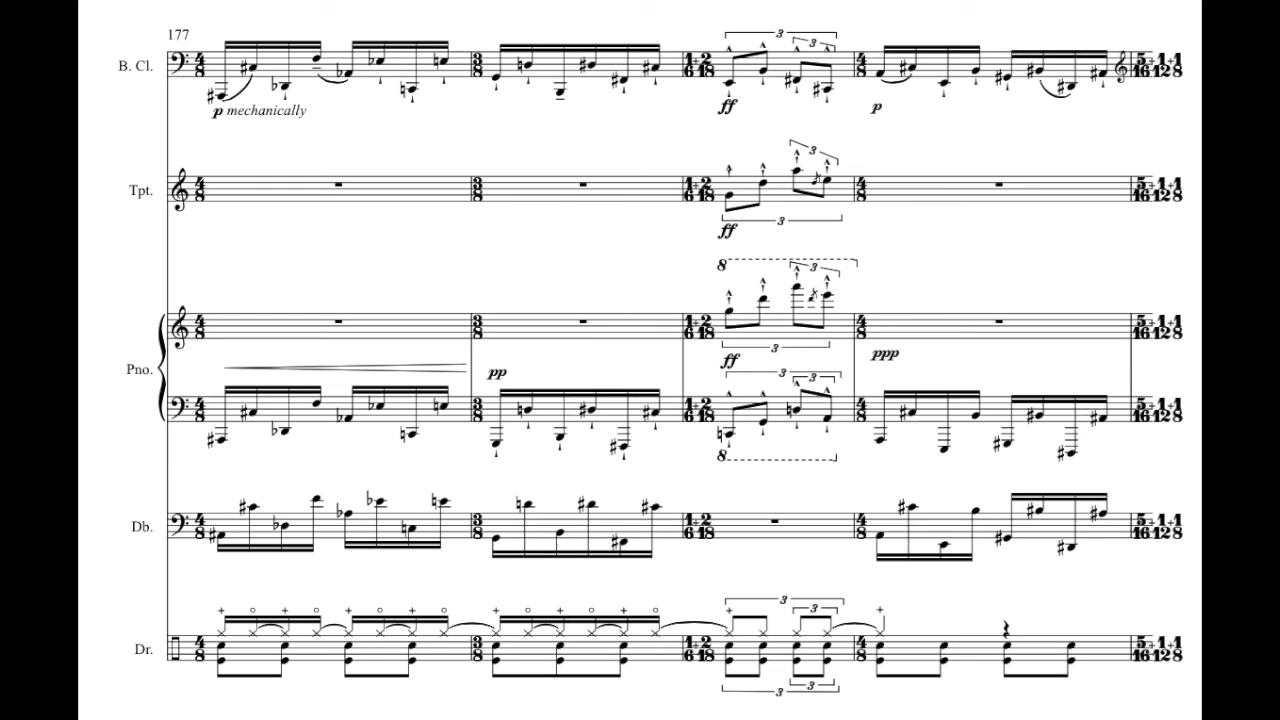 177
B. Cl.
p mechanically
ff
p
Tpt.
ff
Pno.
pp
ff
ppp
Db.
Dr.